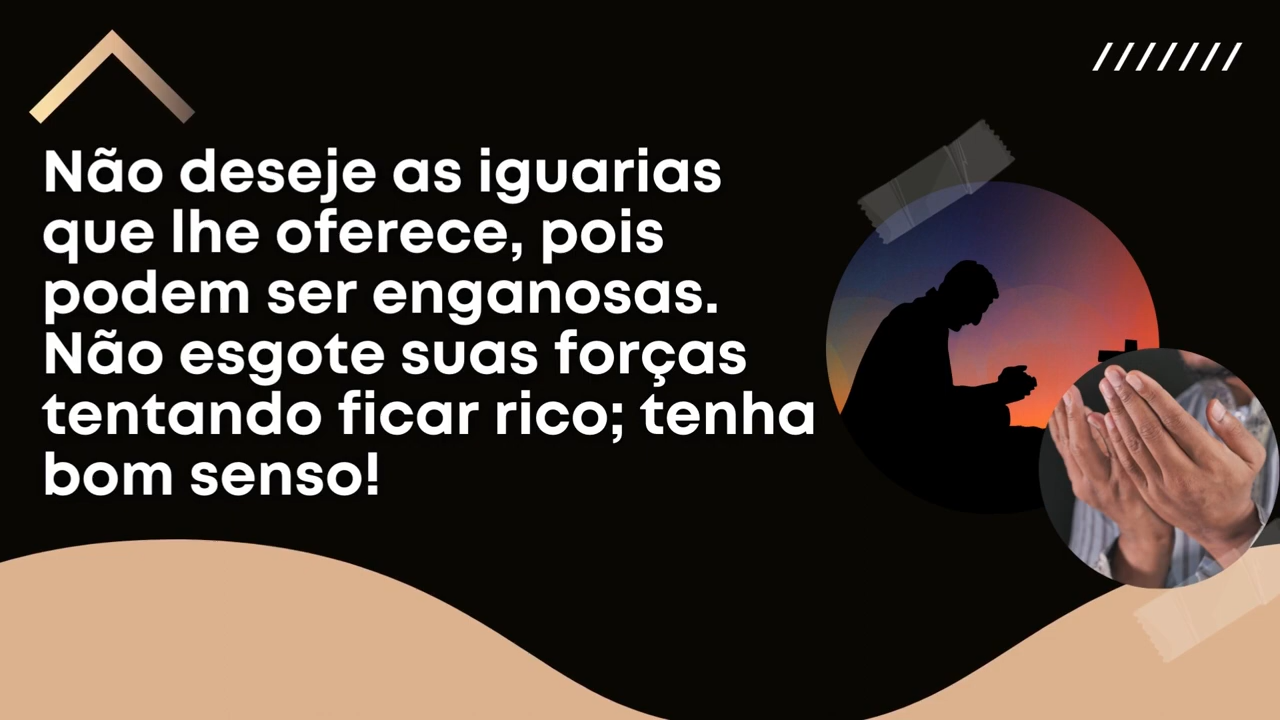 Não deseje as iguarias
que lhe oferece, pois
podem ser enganosas.
Não esgote suas forças
tentando ficar rico; tenha
bom senso!